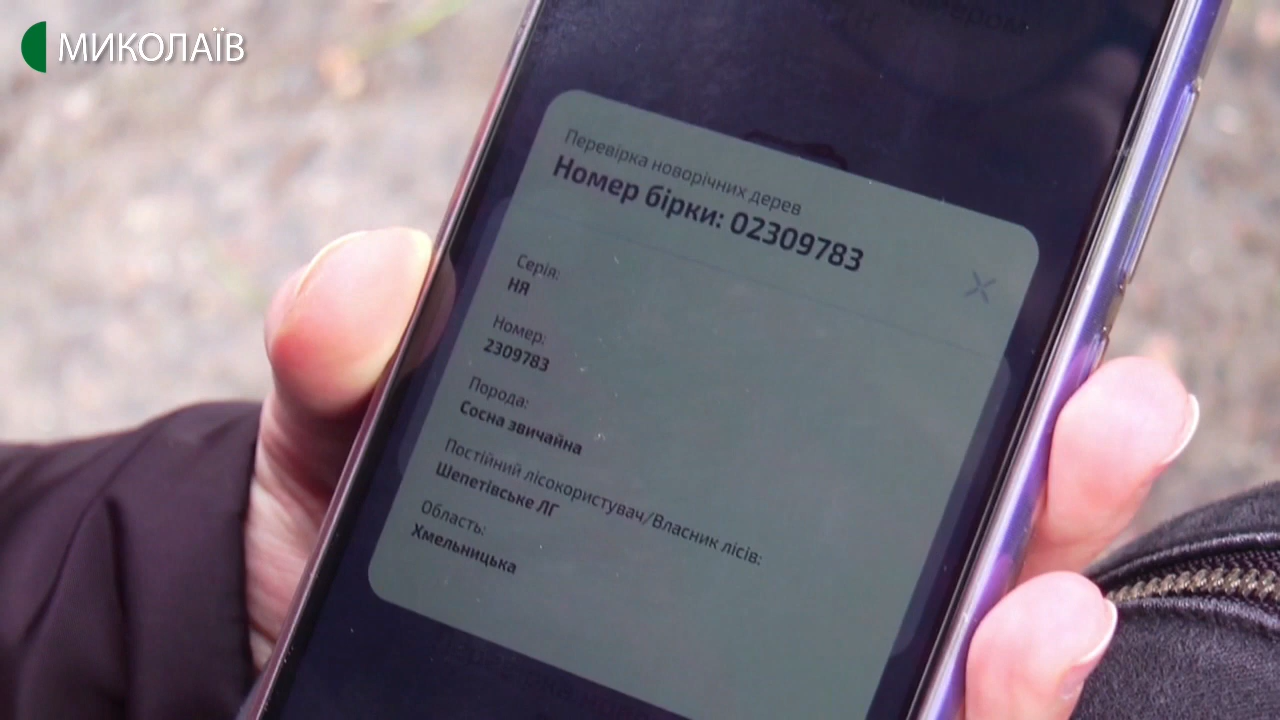 МИКОЛАЇВ
Перевірка новорічних дерев
Номер бірки: 02309783
Серія:
НЯ
Номер:
2309783
Порода:
Сосна звичайна
Постійний лісокористувач/Власник лісів:
Шепетівське ЛГ
Область:
Хмельницька